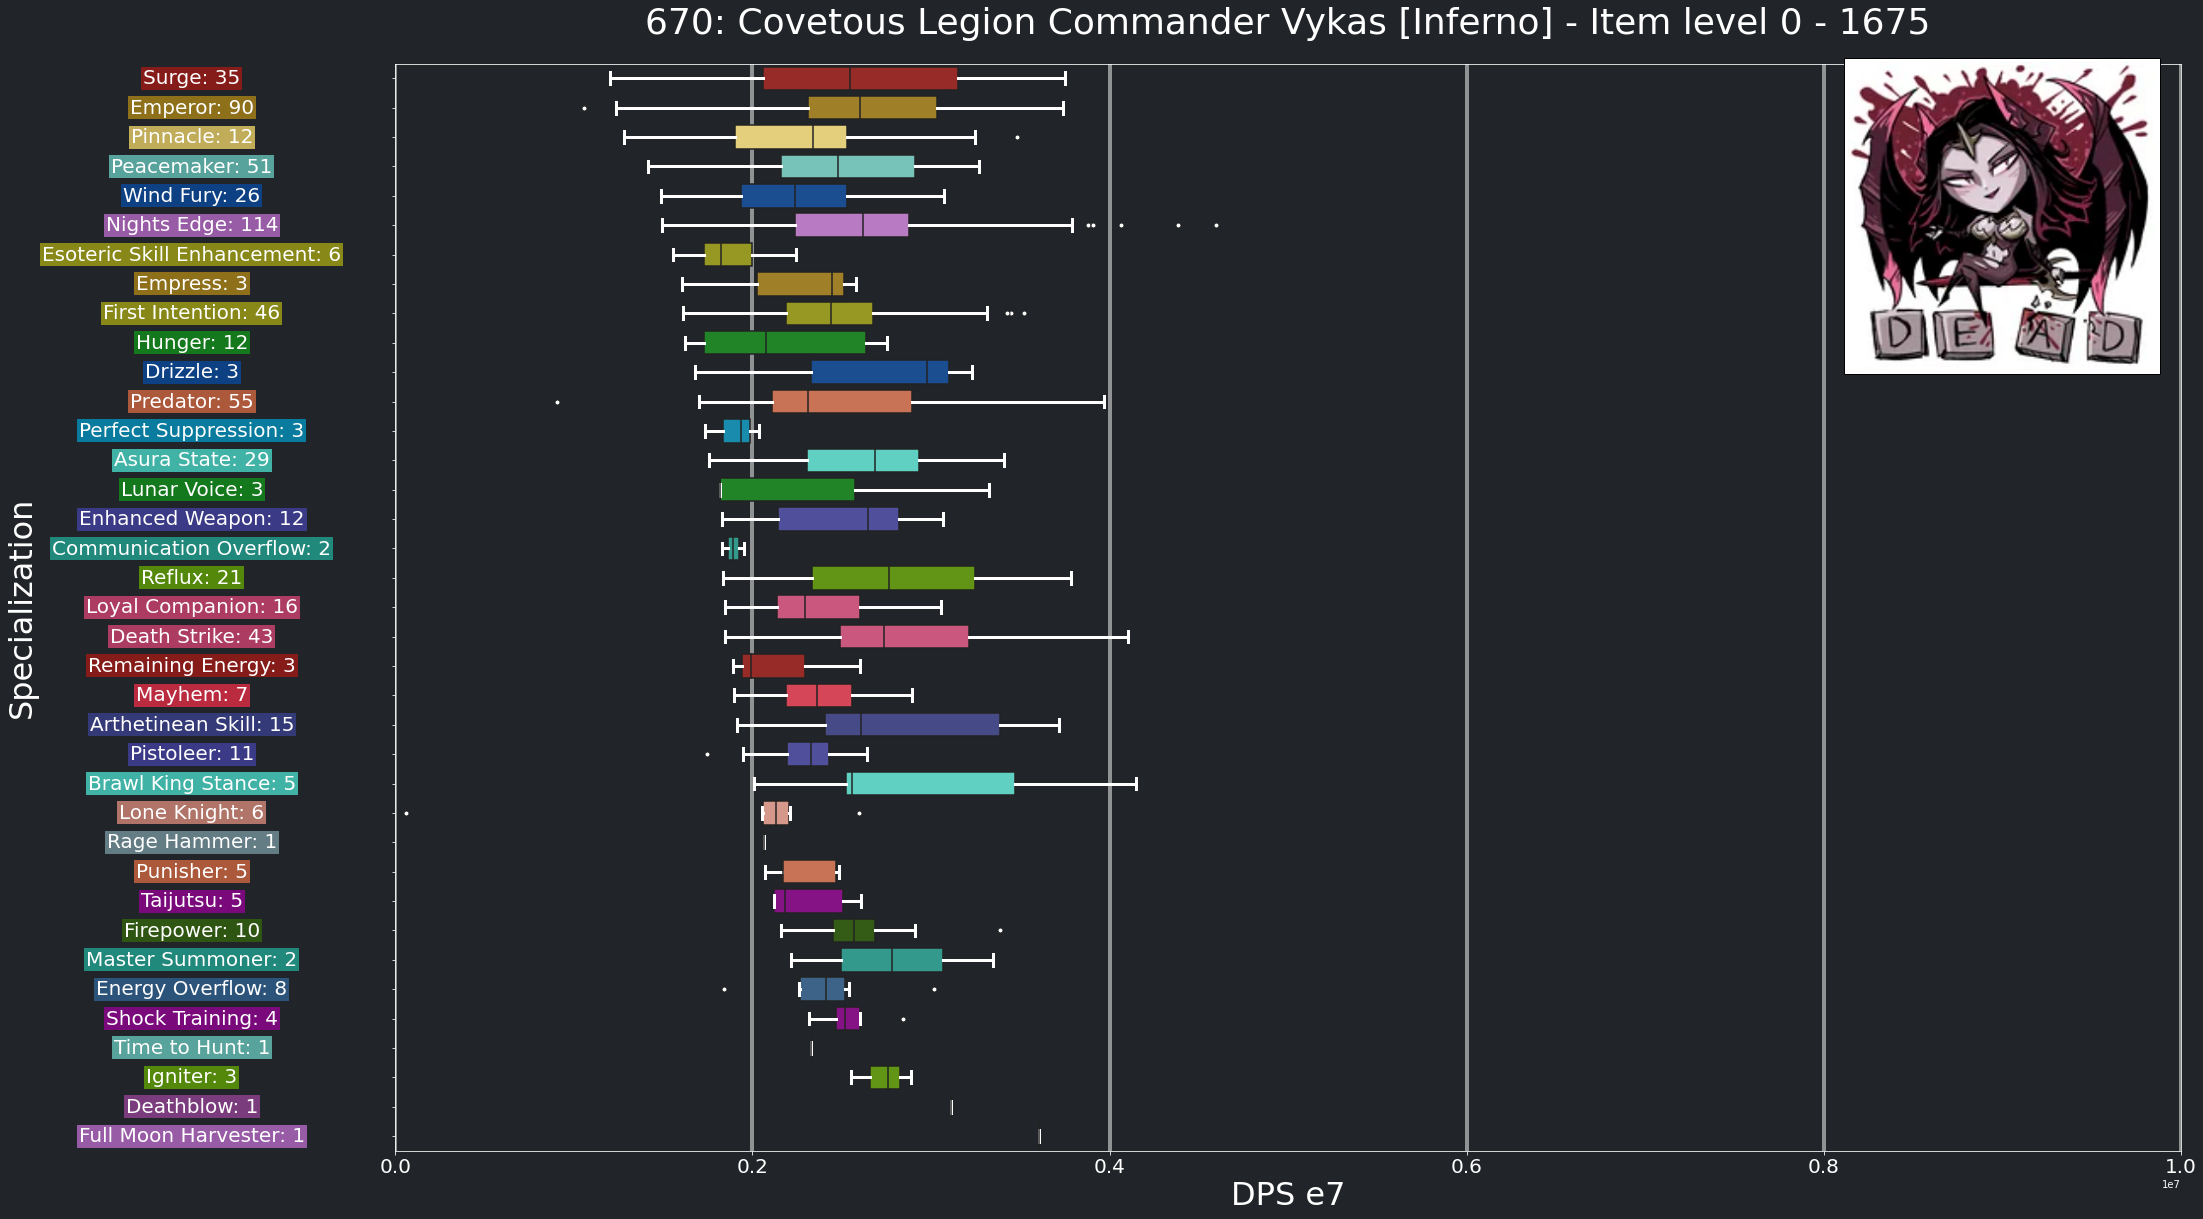 670: Covetous Legion Commander Vykas [Inferno] - Item level 0 - 1675
Surge: 35
Emperor: 90
Pinnacle: 12
Peacemaker: 51
Wind Fury: 26
Nights Edge: 114
Esoteric Skill Enhancement: 6
Empress: 3
First Intention: 46
Hunger: 12
Drizzle: 3
Predator: 55
Perfect Suppression: 3
Asura State: 29
Lunar Voice: 3
Enhanced Weapon: 12
Communication Overflow: 2
Reflux: 21
Loyal Companion: 16
Death Strike: 43
Remaining Energy: 3
Mayhem: 7
Arthetinean Skill: 15
Pistoleer: 11
Brawl King Stance: 5
Lone Knight: 6
Rage Hammer: 1
Punisher: 5
Taijutsu: 5
Firepower: 10
Master Summoner: 2
Energy Overflow: 8
Shock Training: 4
Time to Hunt: 1
Igniter: 3
Deathblow: 1
Full Moon Harvester: 1
Specialization
0.0 0.2 0.4 0.6 0.8 1.0
1e7
DPS e7
DEAD